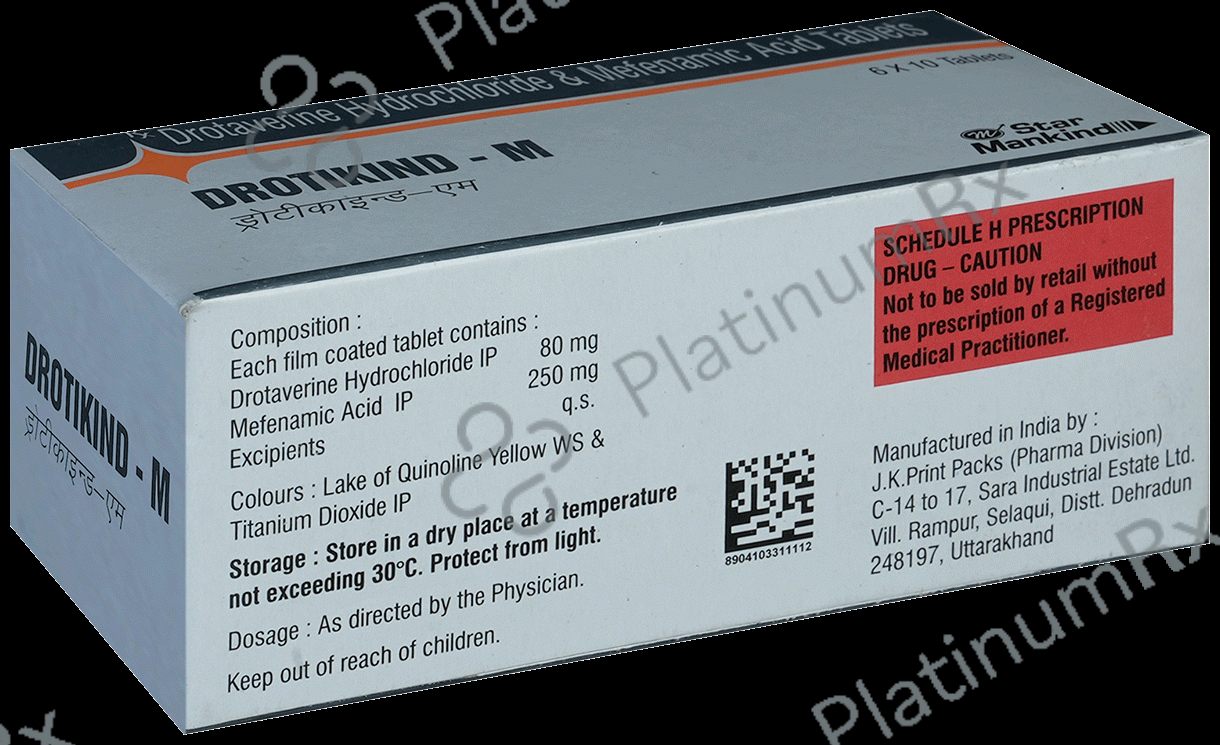 Rx Drotaverine Hydrochloride & Mefenamic Acid Tablets
6 X 10 Tablets
DROTIKIND - M
ड्रोटीकाइन्ड–एम
Star
Mankind
DROTIKIND - M
ड्रोटीकाइन्ड–एम
Composition :
Each film coated tablet contains :
Drotaverine Hydrochloride IP 80 mg
Mefenamic Acid IP 250 mg
Excipients q.s.
Colours : Lake of Quinoline Yellow WS &
Titanium Dioxide IP
Storage : Store in a dry place at a temperature
not exceeding 30°C. Protect from light.
Dosage : As directed by the Physician.
Keep out of reach of children.
8904103311112
SCHEDULE H PRESCRIPTION
DRUG – CAUTION
Not to be sold by retail without
the prescription of a Registered
Medical Practitioner.
Manufactured in India by :
J.K.Print Packs (Pharma Division)
C-14 to 17, Sara Industrial Estate Ltd.
Vill. Rampur, Selaqui, Distt. Dehradun
248197, Uttarakhand
PlatinumRx
PlatinumRx